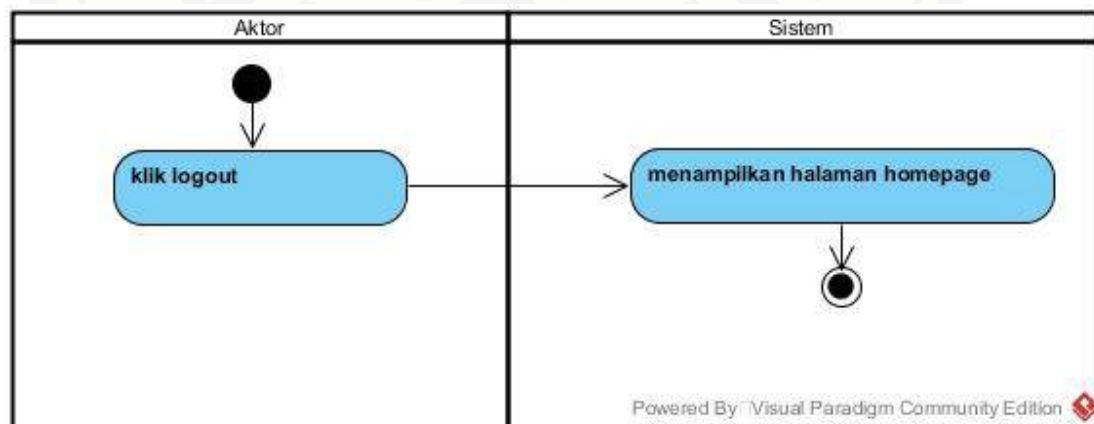 Aktor
Sistem
klik logout
menampilkan halaman homepage
Powered By Visual Paradigm Community Edition